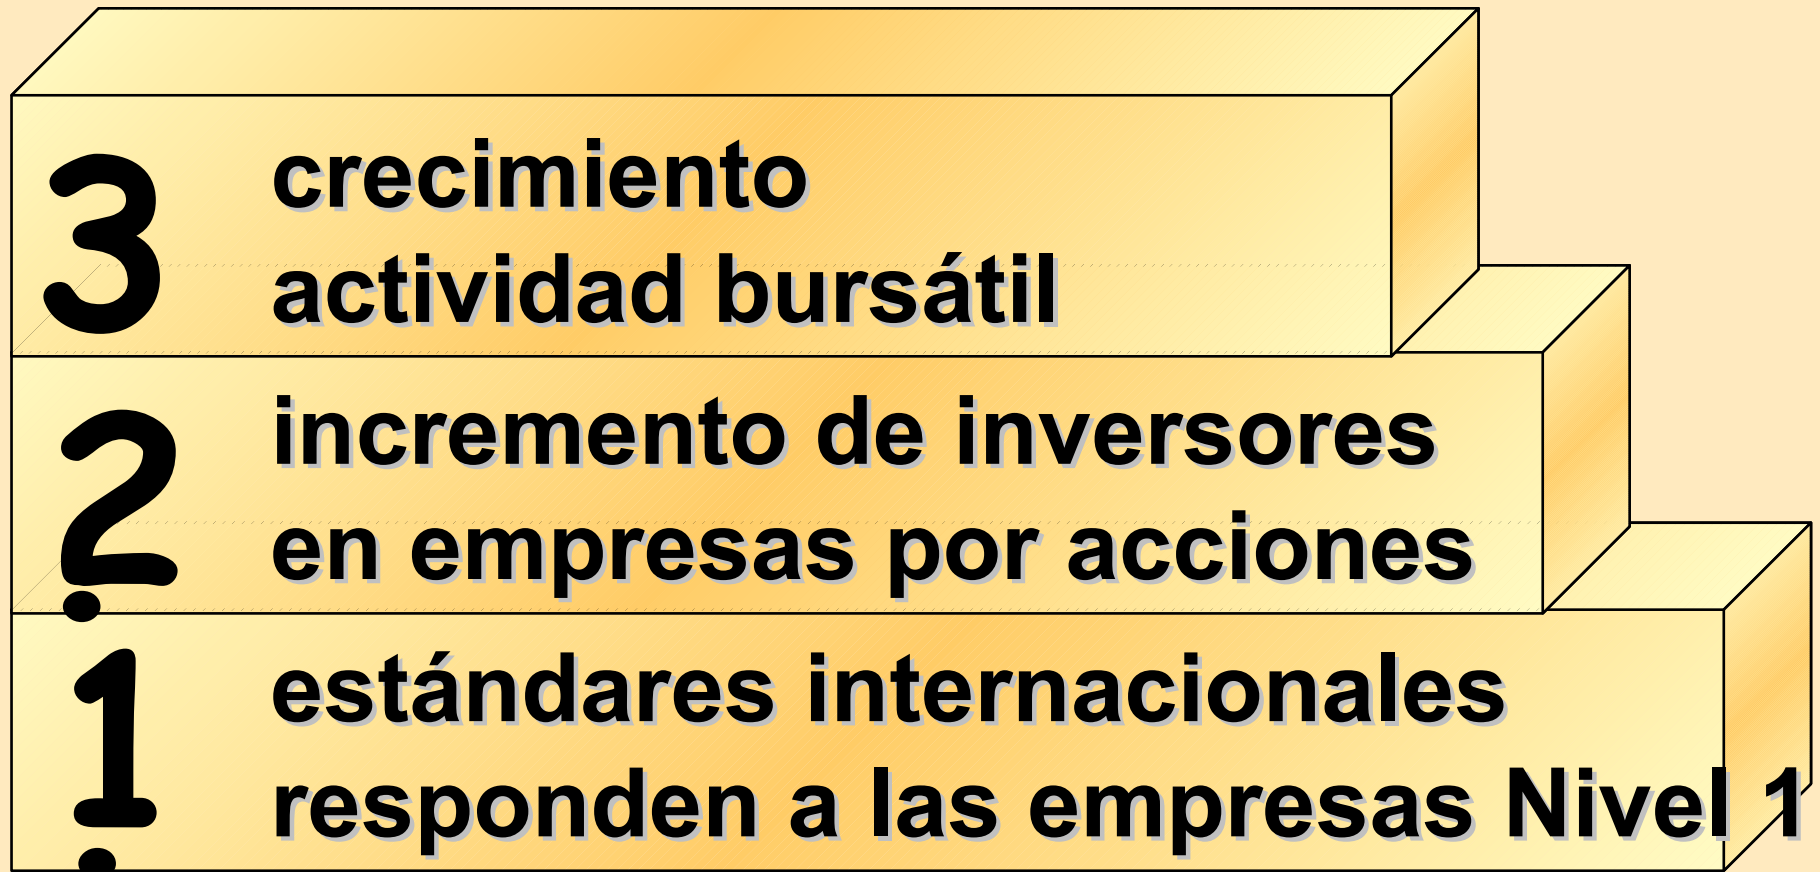 3 crecimiento
actividad bursátil
2. incremento de inversores
en empresas por acciones
1. estándares internacionales
responden a las empresas Nivel 1